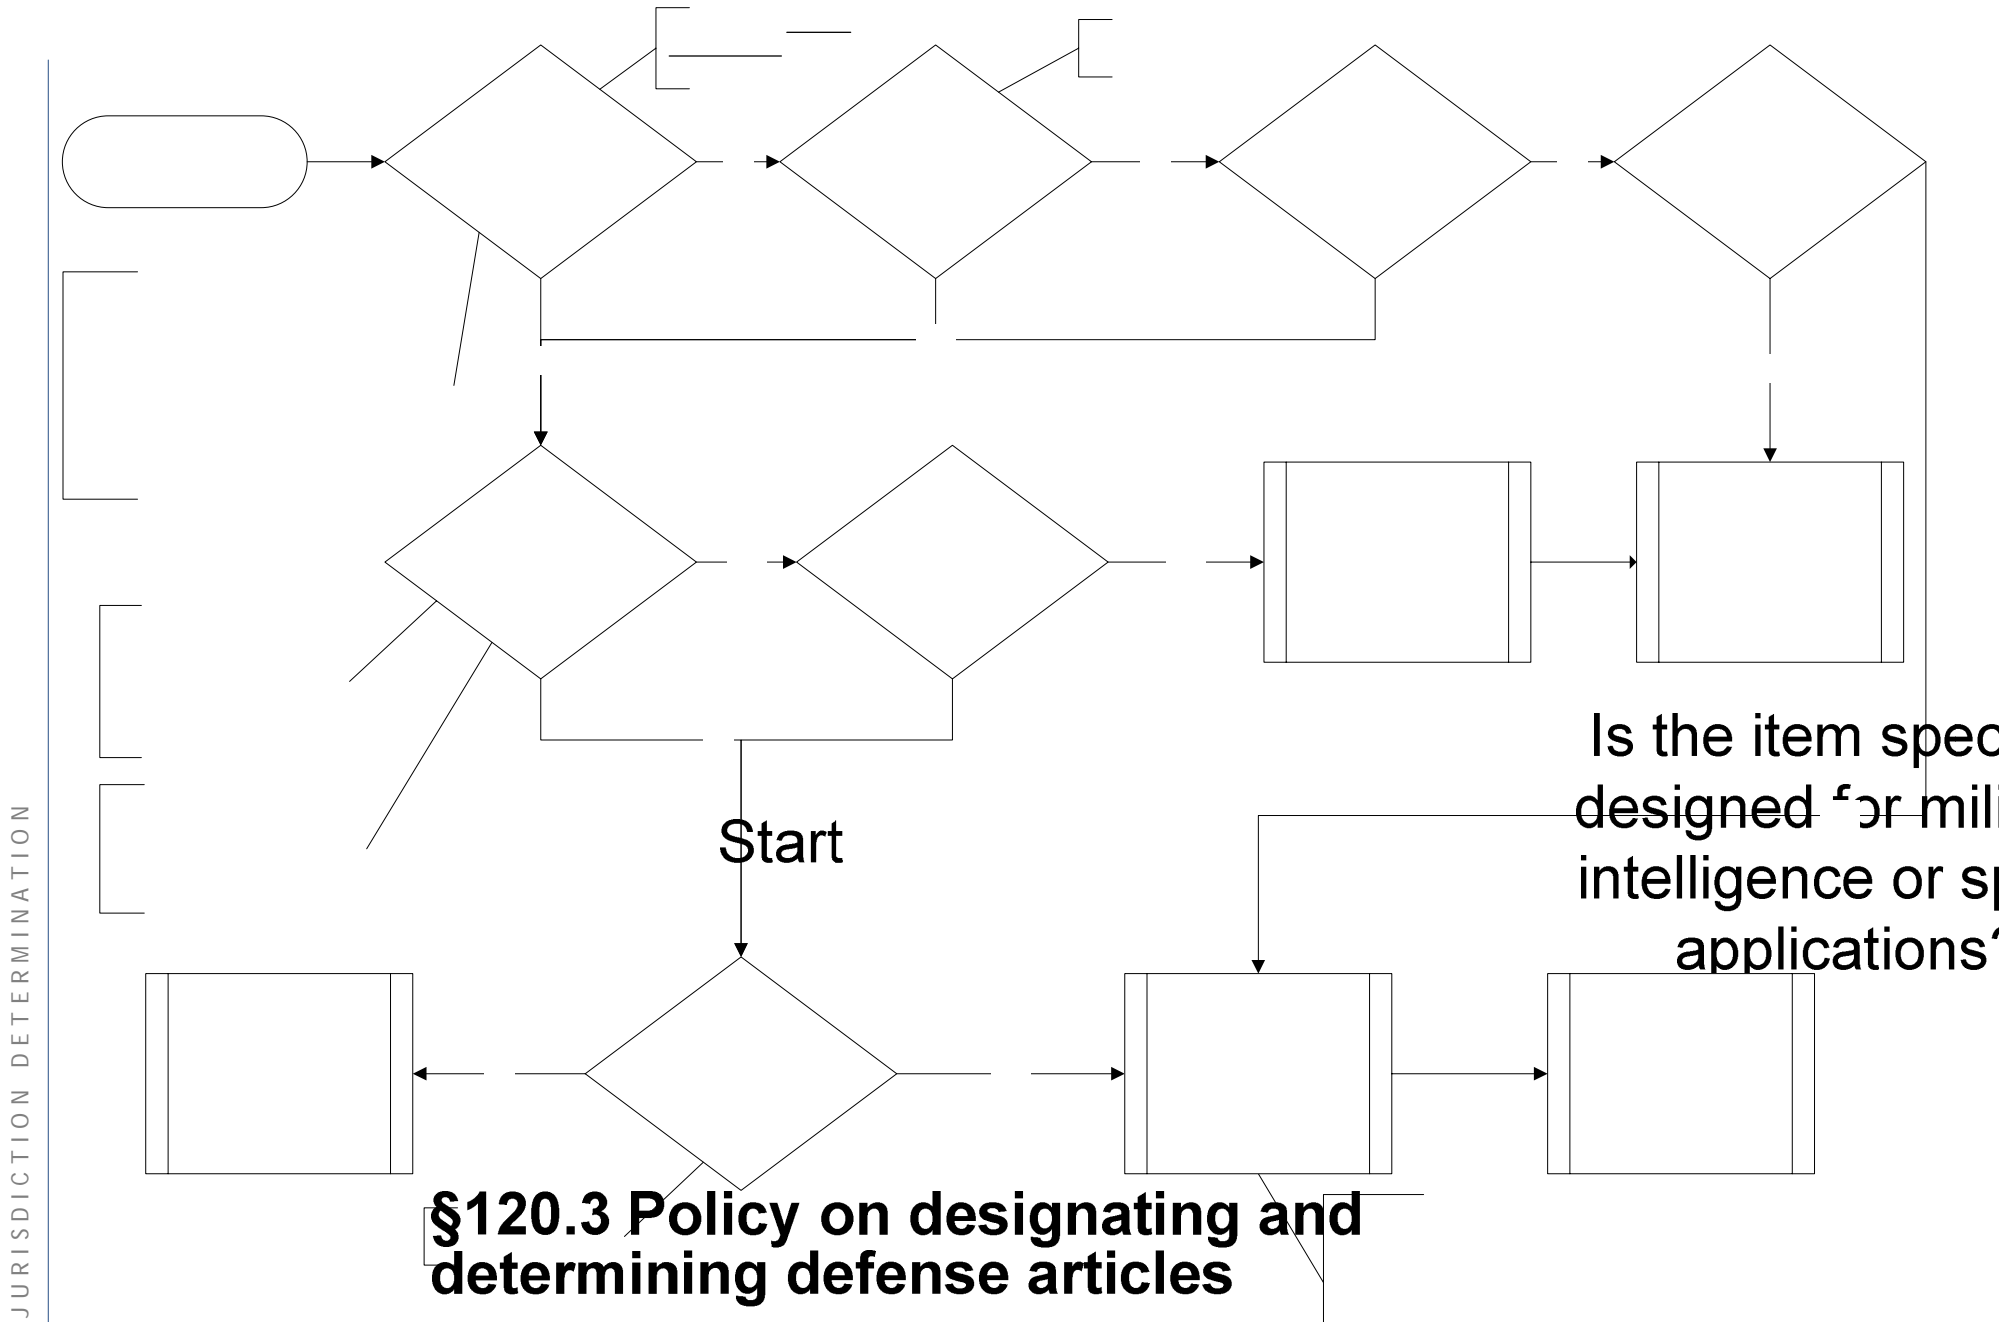 JURISDICTION DETERMINATION
Is the item spec
designed for mili
intelligence or sp
applications?
Start
§120.3 Policy on designating and
determining defense articles